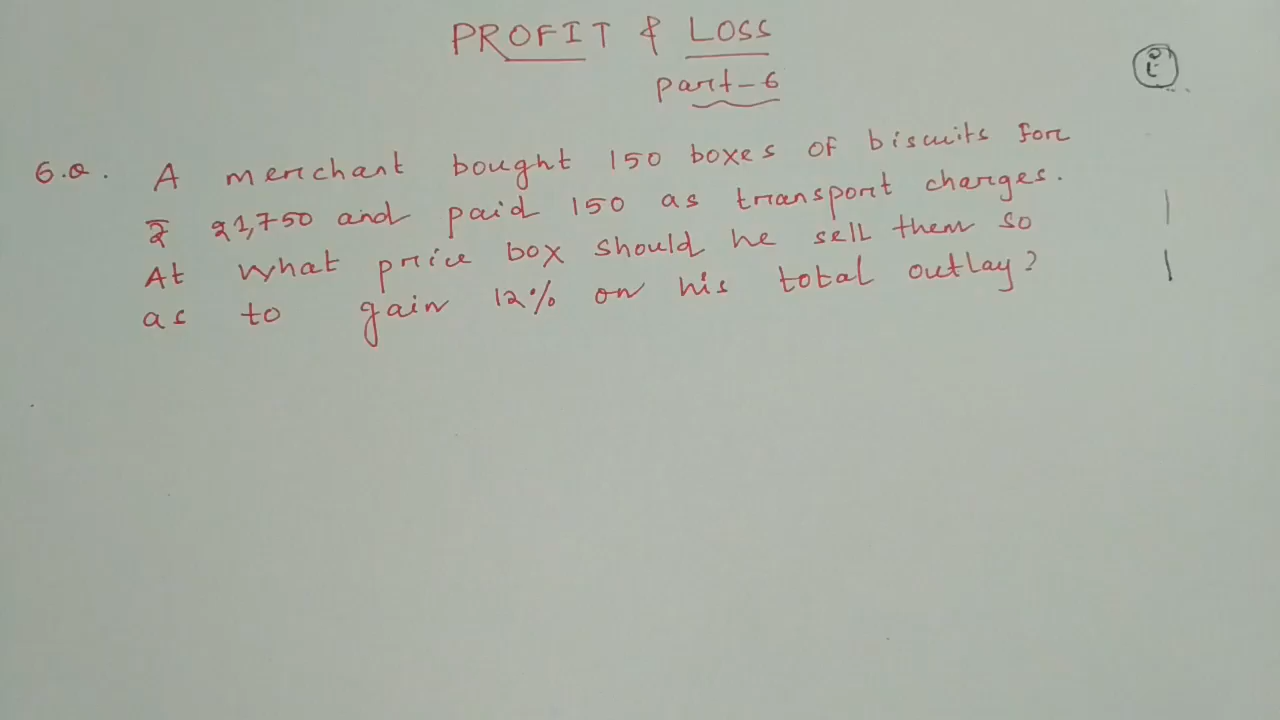 PROFIT & LOSS
part-6
6.Q. A merchant bought 150 boxes of biscuits for
₹ 21,750 and paid 150 as transport charges.
At what price box should he sell them so
as to gain 12% on his total outlay?